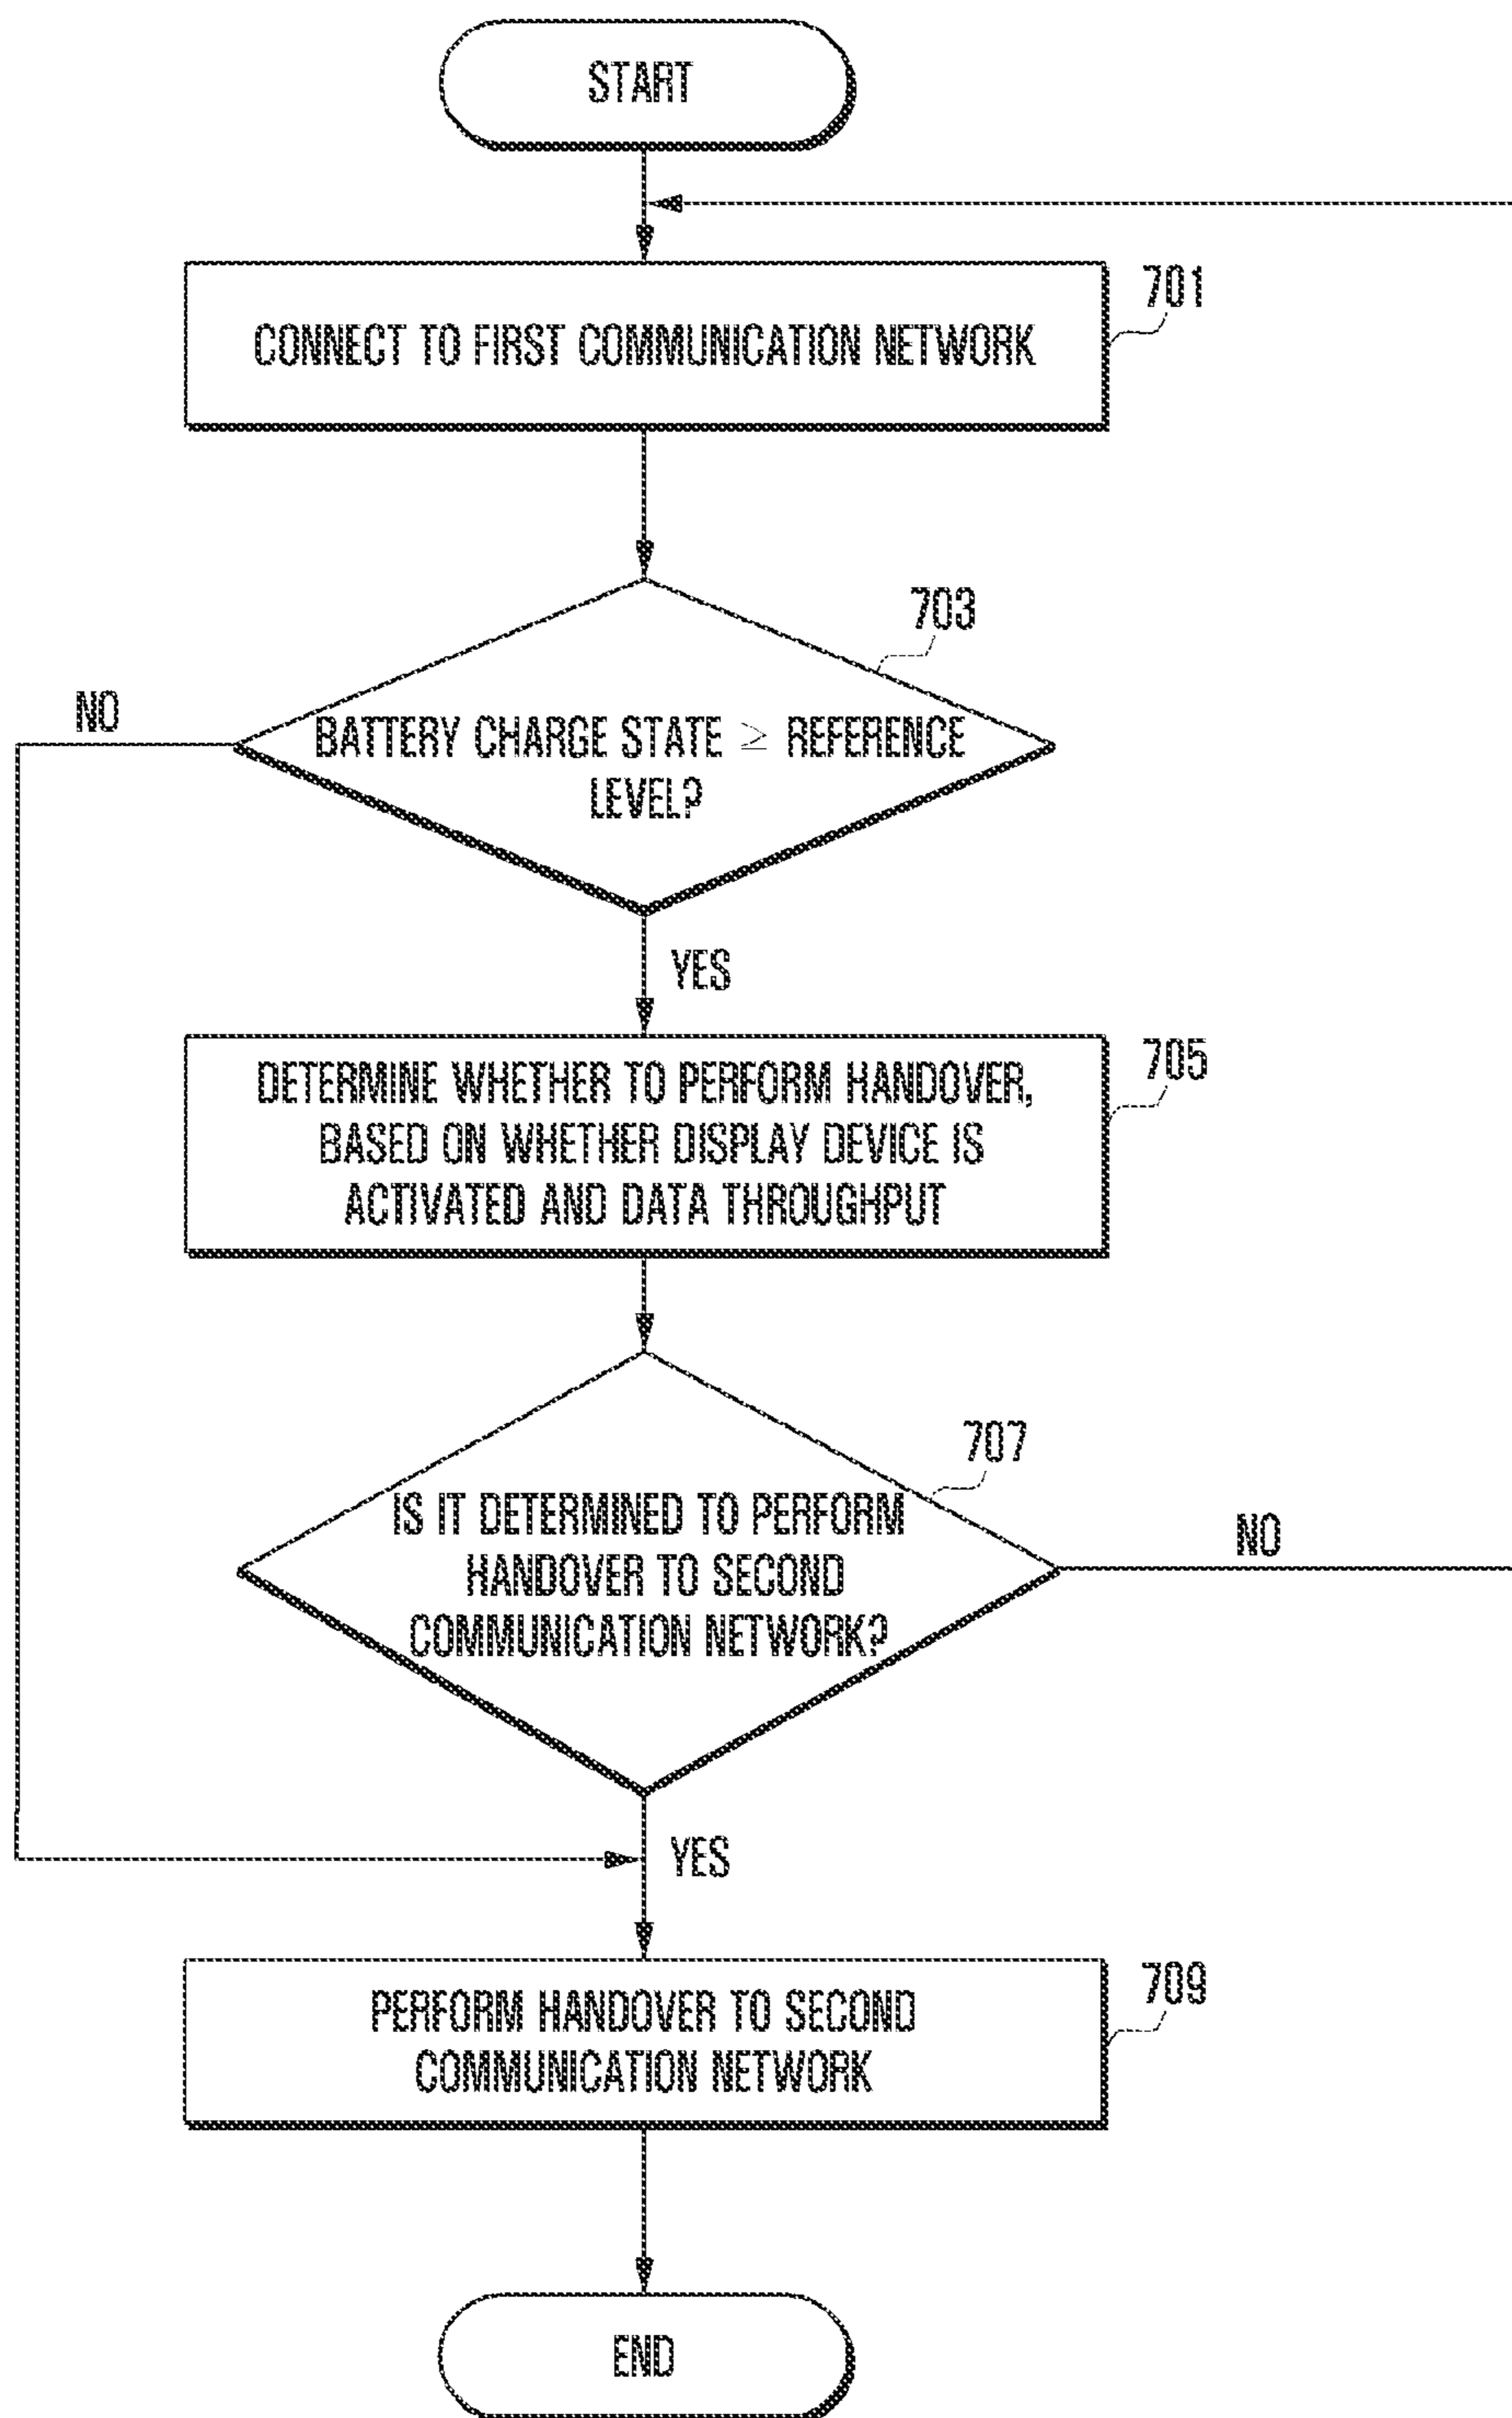 START
CONNECT TO FIRST COMMUNICATION NETWORK
701
703
NO
BATTERY CHARGE STATE ≥ REFERENCE
LEVEL?
YES
705
DETERMINE WHETHER TO PERFORM HANDOVER,
BASED ON WHETHER DISPLAY DEVICE IS
ACTIVATED AND DATA THROUGHPUT
707
IS IT DETERMINED TO PERFORM
HANDOVER TO SECOND
COMMUNICATION NETWORK?
NO
YES
709
PERFORM HANDOVER TO SECOND
COMMUNICATION NETWORK
END